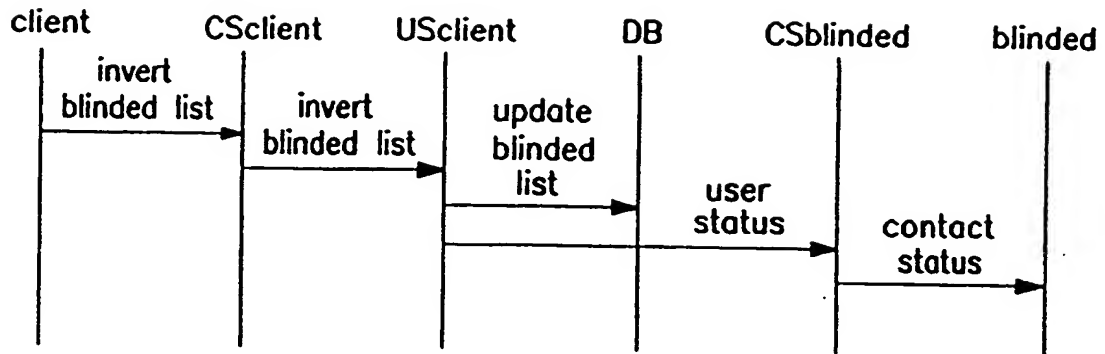 client
CSclient
USclient
DB
CSblinded
blinded
invert
blinded list
invert
blinded list
update
blinded
list
user
status
contact
status